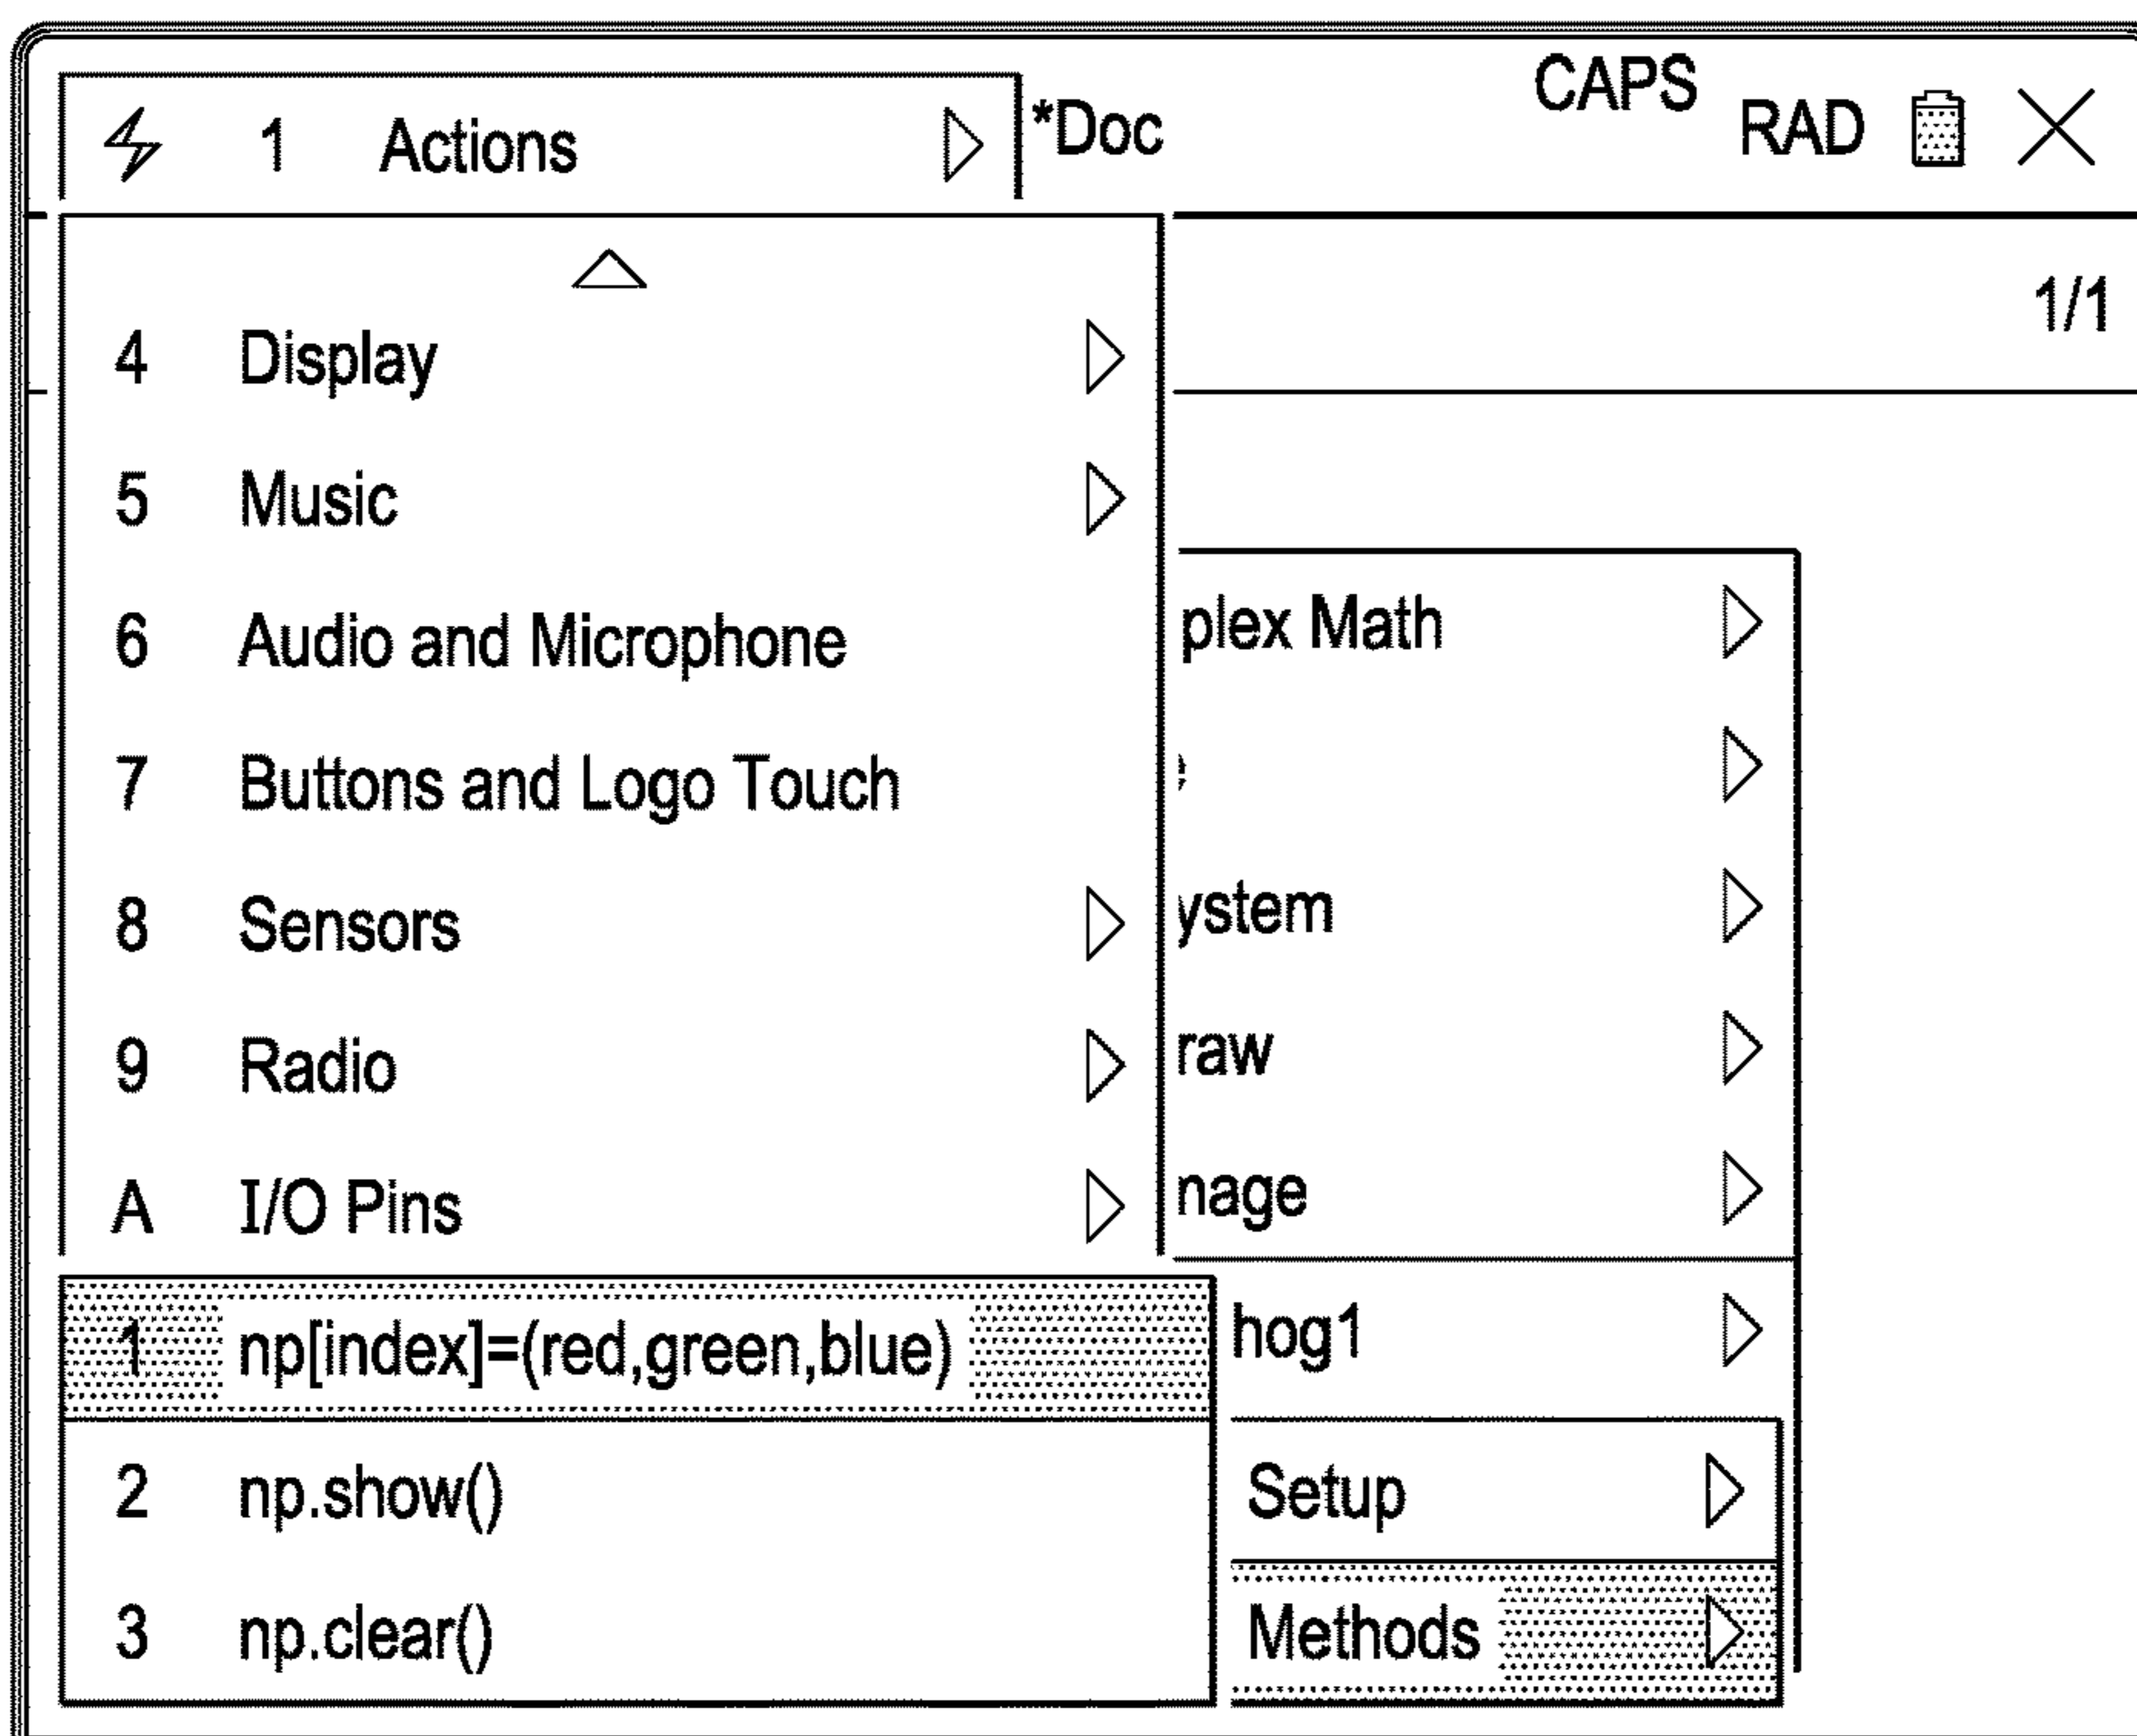 1 Actions *Doc CAPS RAD
1/1
4 Display
5 Music
6 Audio and Microphone
plex Math
7 Buttons and Logo Touch
8 Sensors
ystem
9 Radio
raw
A I/O Pins
nage
1 np[index]=(red,green,blue)
hog1
2 np.show()
Setup
3 np.clear()
Methods